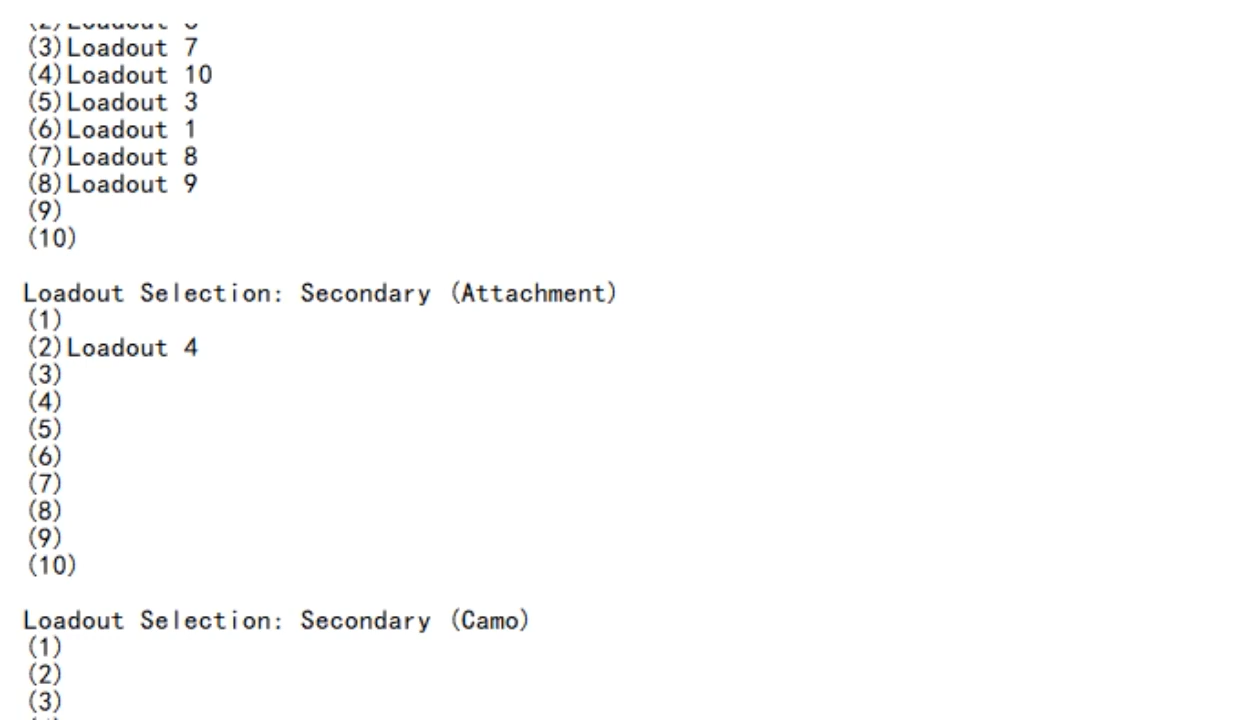 (2)Loadout
(3)Loadout 7
(4)Loadout 10
(5)Loadout 3
(6)Loadout 1
(7)Loadout 8
(8)Loadout 9
(9)
(10)
Loadout Selection: Secondary (Attachment)
(1)
(2)Loadout 4
(3)
(4)
(5)
(6)
(7)
(8)
(9)
(10)
Loadout Selection: Secondary (Camo)
(1)
(2)
(3)